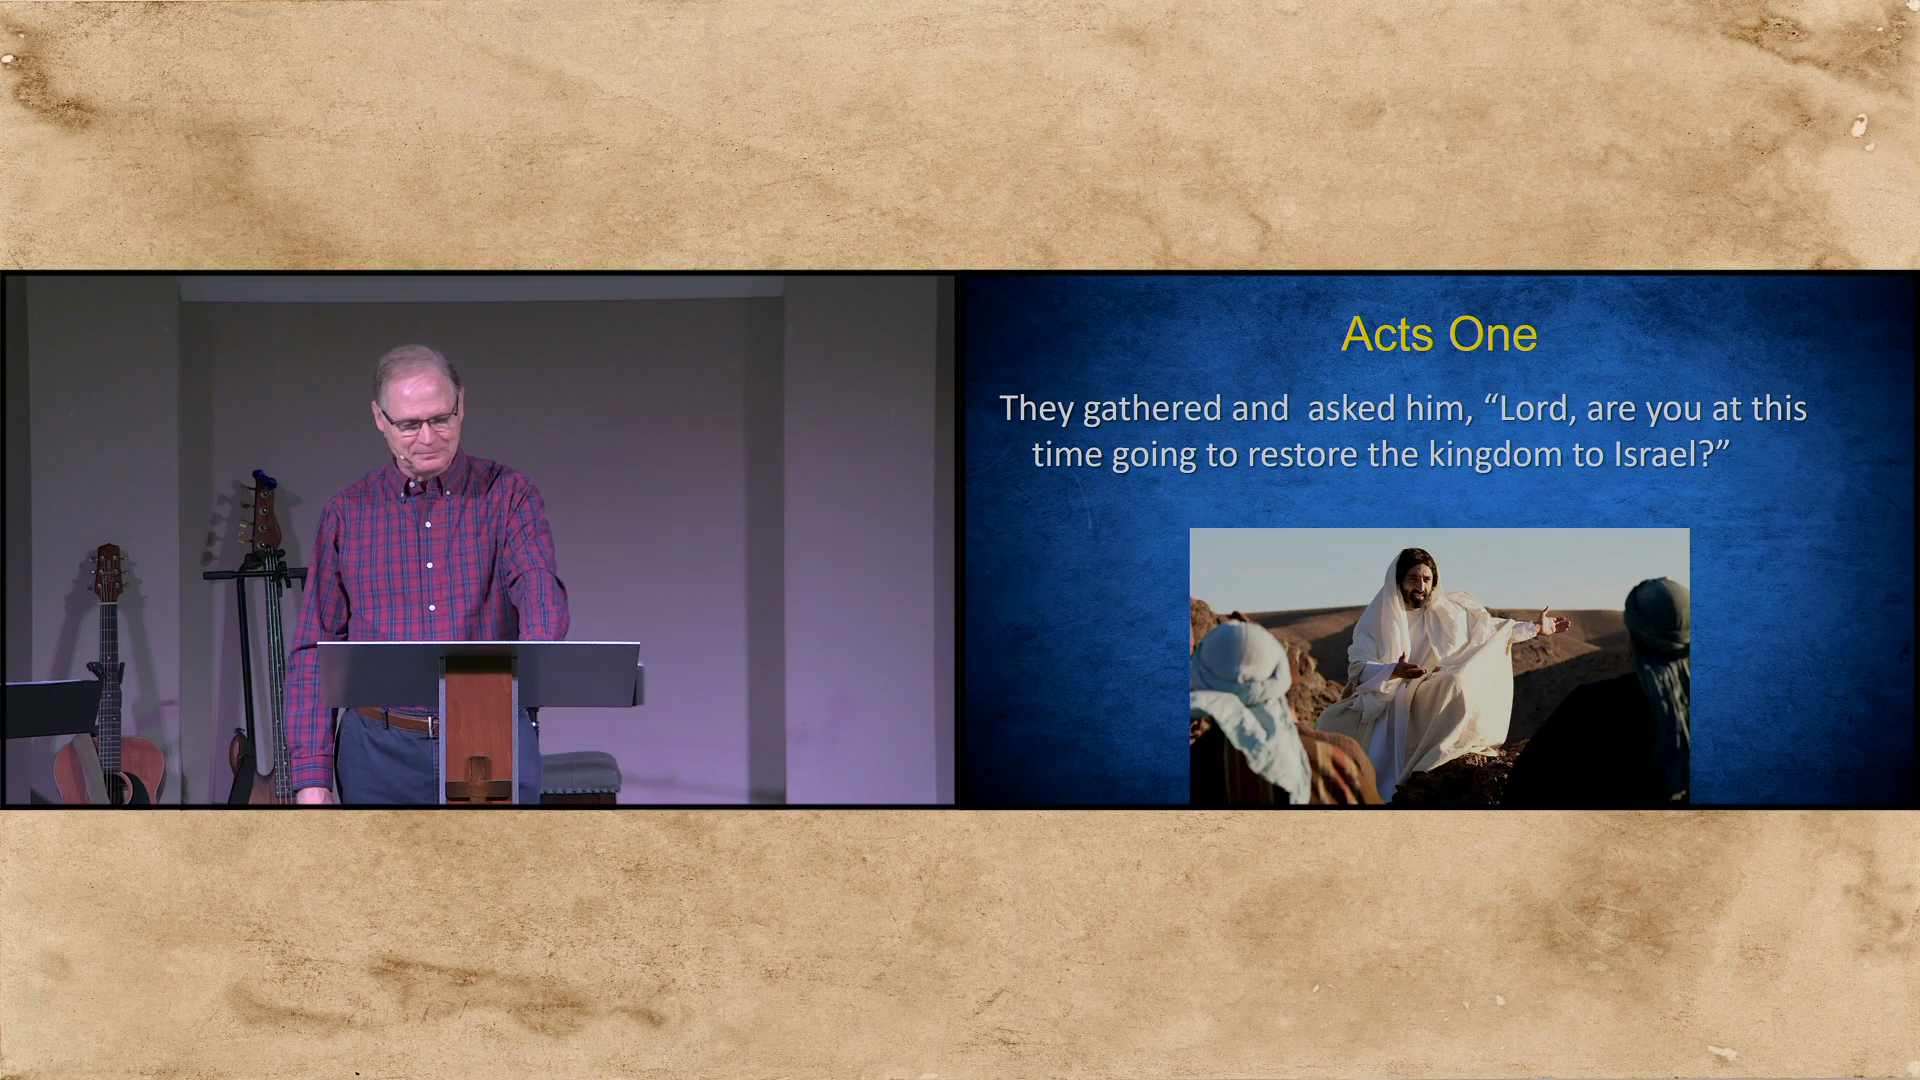 Acts One
They gathered and  asked him, “Lord, are you at this
time going to restore the kingdom to Israel?”